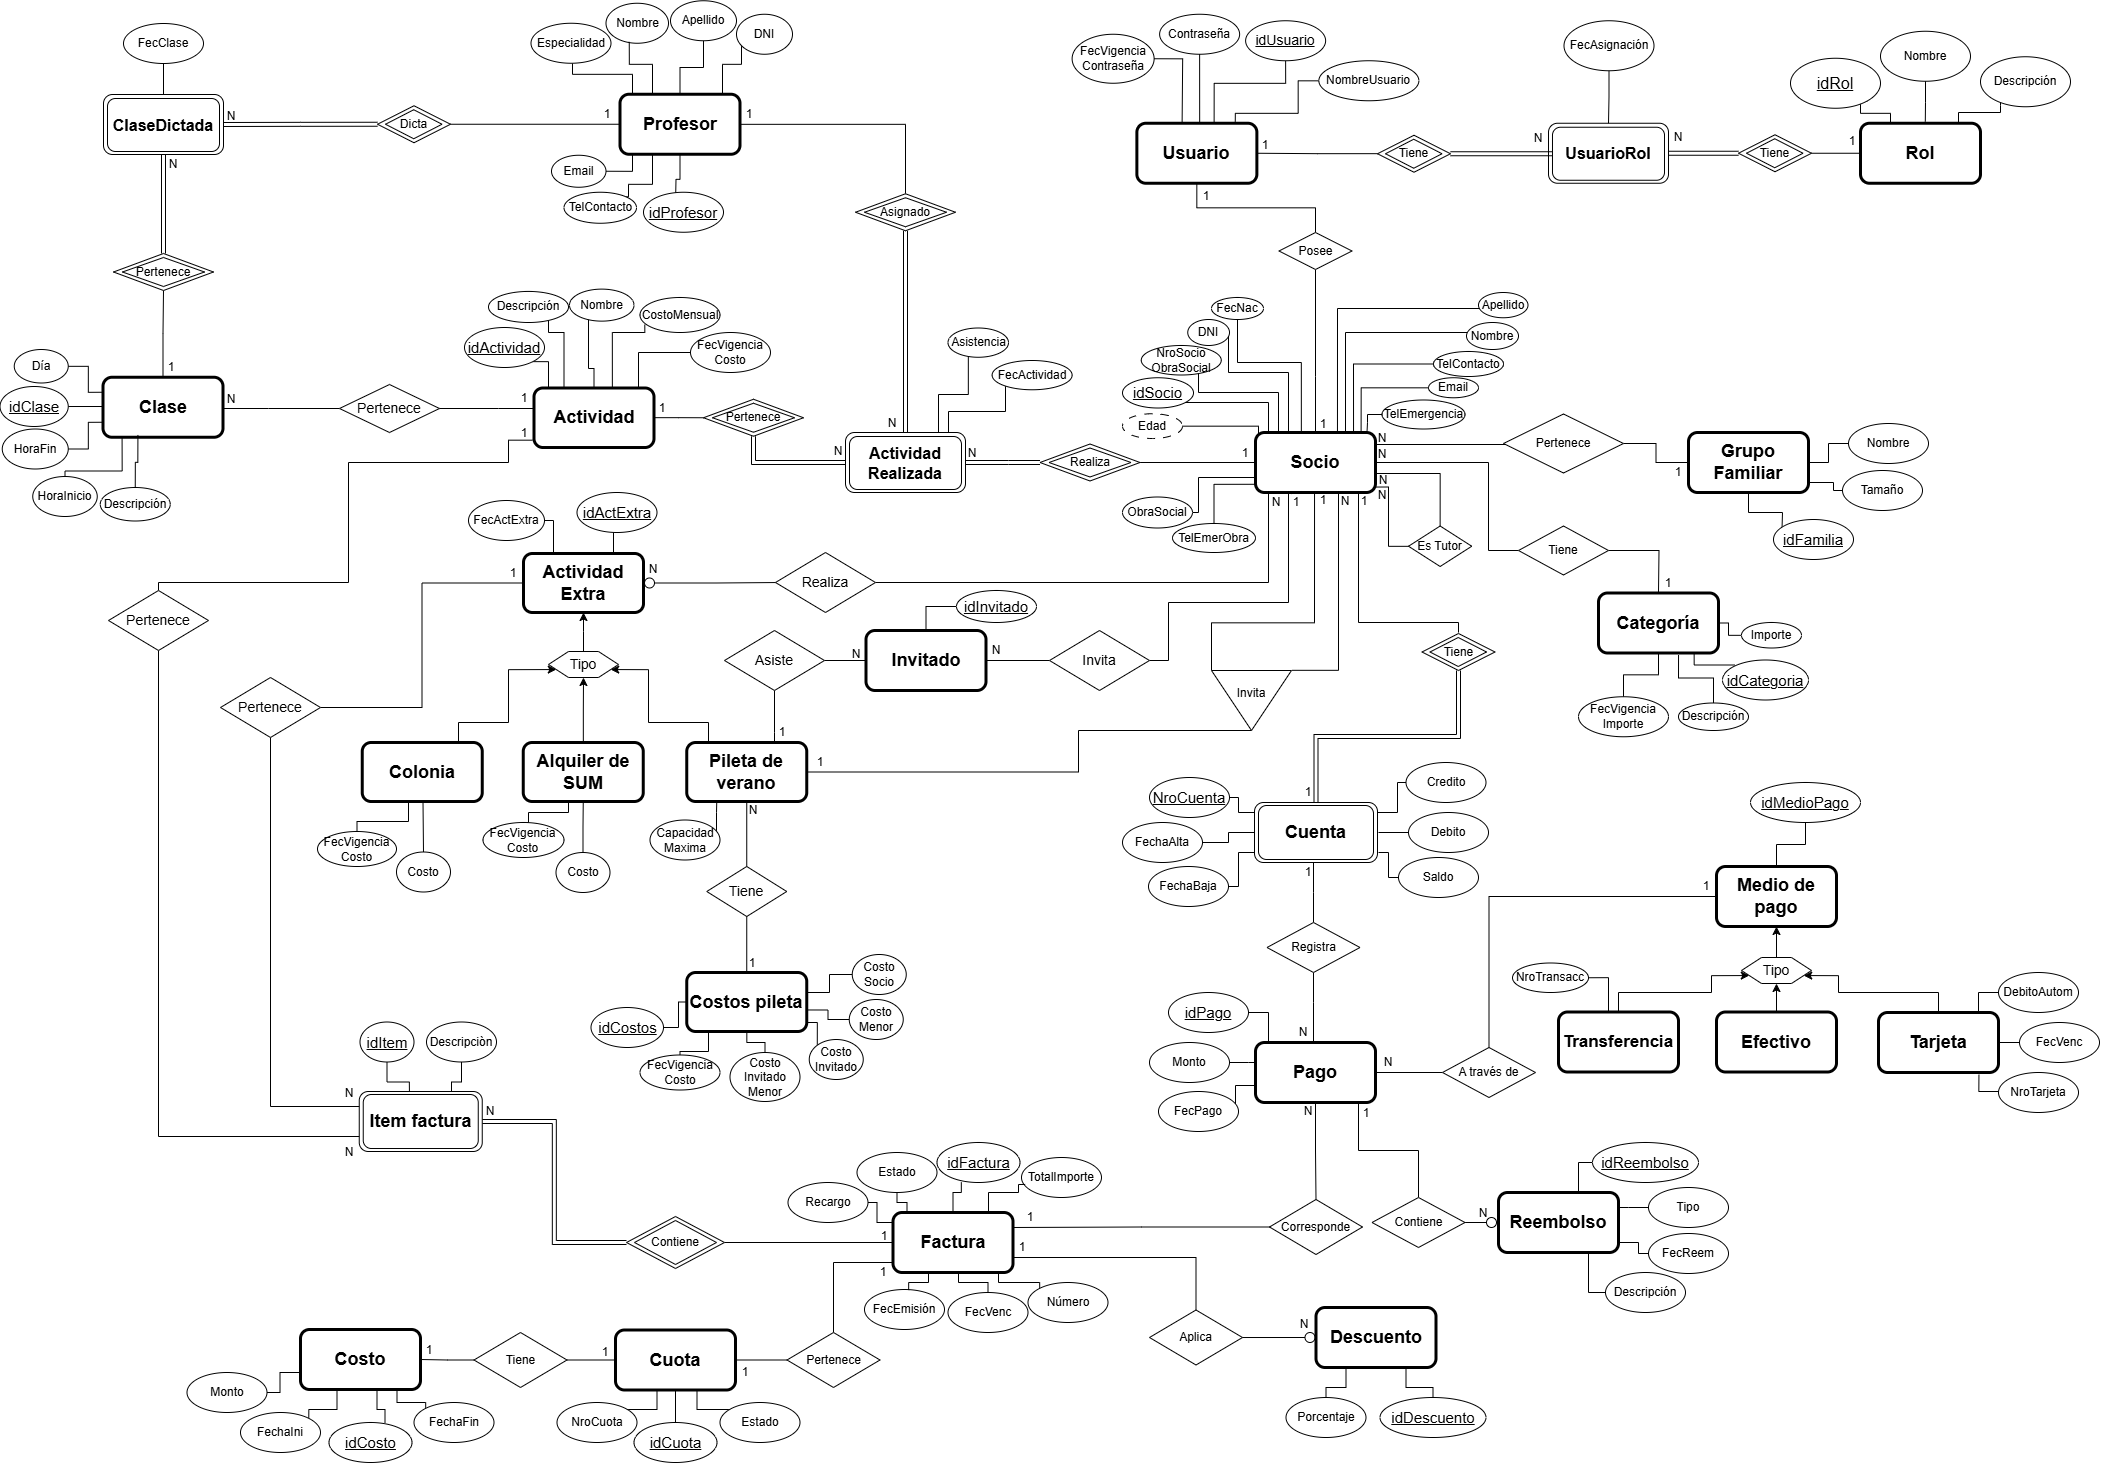 FecClase
ClaseDictada
N
N
Dicta
1
Especialidad
Nombre
Apellido
DNI
Profesor
1
Email
TelContacto
idProfesor
Asignado
N
Pertenece
1
FecVigencia
Contraseña
Contraseña
idUsuario
NombreUsuario
Usuario
1
1
Tiene
N
FecAsignación
UsuarioRol
N
Tiene
1
idRol
Nombre
Descripción
Rol
Posee
Día
idClase
HoraFin
HoraInicio
Descripción
Clase
N
Pertenece
1
1
Descripción
Nombre
CostoMensual
idActividad
FecVigencia
Costo
Actividad
1
Pertenece
N
Asistencia
FecActividad
Actividad
Realizada
N
Realiza
1
FecNac
DNI
NroSocio
ObraSocial
idSocio
Edad
ObraSocial
TelEmerObra
1
Apellido
Nombre
TelContacto
Email
TelEmergencia
Socio
N
N
N
N
N
1
1
N
1
Es Tutor
Pertenece
1
Grupo
Familiar
Nombre
Tamaño
idFamilia
Tiene
1
Categoría
Importe
idCategoria
Descripción
FecVigencia
Importe
Pertenece
FecActExtra
idActExtra
1
Actividad
Extra
N
Realiza
Tipo
Pertenece
idInvitado
Asiste
N
Invitado
N
Invita
Invita
Tiene
1
Colonia
FecVigencia
Costo
Costo
Alquiler de
SUM
FecVigencia
Costo
Costo
Pileta de
verano
1
1
N
Capacidad
Maxima
Tiene
1
Costos pileta
Costo
Socio
Costo
Menor
Costo
Invitado
Costo
Invitado
Menor
FecVigencia
Costo
idCostos
NroCuenta
FechaAlta
FechaBaja
Cuenta
Credito
Debito
Saldo
1
Registra
N
idPago
Monto
FecPago
Pago
N
N
1
A través de
1
idMedioPago
Medio de
pago
Tipo
NroTransacc
Transferencia
Efectivo
Tarjeta
DebitoAutom
FecVenc
NroTarjeta
idItem
Descripciòn
N
N
Item factura
N
Contiene
1
1
Recargo
Estado
idFactura
TotalImporte
Factura
1
1
FecEmisión
FecVenc
Número
Corresponde
Contiene
N
Reembolso
idReembolso
Tipo
FecReem
Descripción
Aplica
N
Descuento
Porcentaje
idDescuento
Costo
1
Tiene
1
Cuota
1
Pertenece
Monto
FechaIni
idCosto
FechaFin
NroCuota
idCuota
Estado